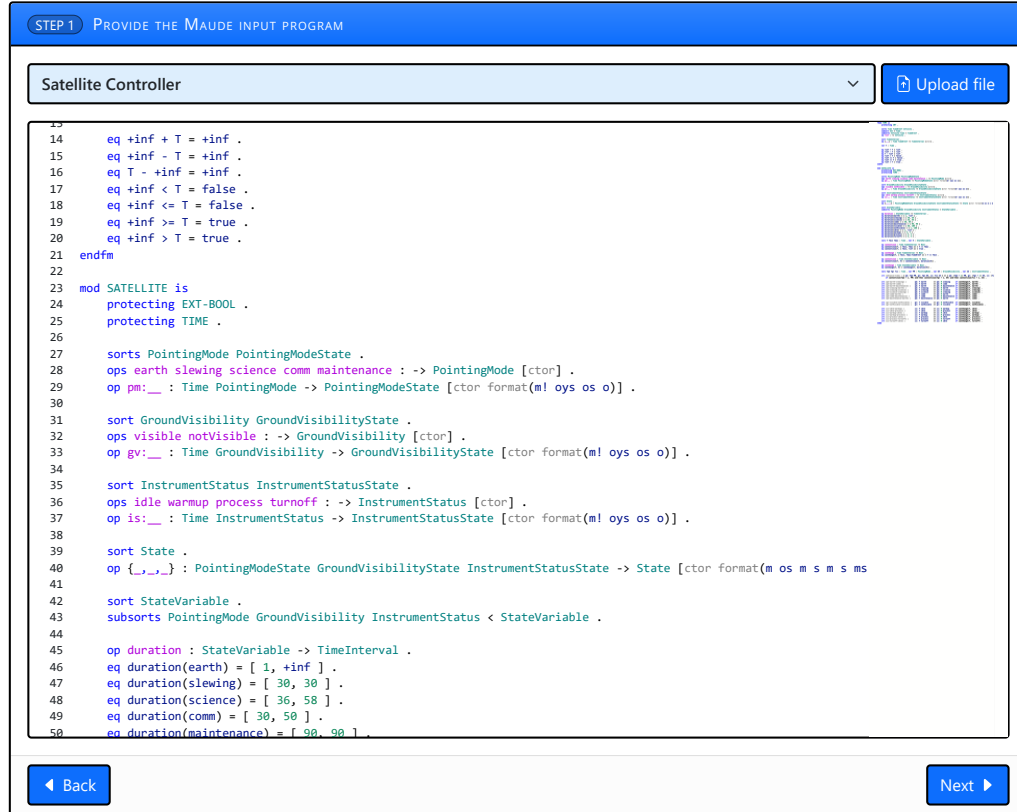 STEP 1 Provide the Maude input program
Satellite Controller
Upload file
13
14 eq +inf + T = +inf .
15 eq +inf - T = +inf .
16 eq T - +inf = +inf .
17 eq +inf < T = false .
18 eq +inf <= T = false .
19 eq +inf >= T = true .
20 eq +inf > T = true .
21 endfm
22
23 mod SATELLITE is
24 protecting EXT-BOOL .
25 protecting TIME .
26
27 sorts PointingMode PointingModeState .
28 ops earth slewing science comm maintenance : -> PointingMode [ctor] .
29 op pm:__ : Time PointingMode -> PointingModeState [ctor format(m! oys os o)] .
30
31 sort GroundVisibility GroundVisibilityState .
32 ops visible notVisible : -> GroundVisibility [ctor] .
33 op gv:__ : Time GroundVisibility -> GroundVisibilityState [ctor format(m! oys os o)] .
34
35 sort InstrumentStatus InstrumentStatusState .
36 ops idle warmup process turnoff : -> InstrumentStatus [ctor] .
37 op is:__ : Time InstrumentStatus -> InstrumentStatusState [ctor format(m! oys os o)] .
38
39 sort State .
40 op {_,_,_} : PointingModeState GroundVisibilityState InstrumentStatusState -> State [ctor format(m os m s m s ms
41
42 sort StateVariable .
43 subsorts PointingMode GroundVisibility InstrumentStatus < StateVariable .
44
45 op duration : StateVariable -> TimeInterval .
46 eq duration(earth) = [ 1, +inf ] .
47 eq duration(slewing) = [ 30, 30 ] .
48 eq duration(science) = [ 36, 58 ] .
49 eq duration(comm) = [ 30, 50 ] .
50 eq duration(maintenance) = [ 90, 90 ] .
Back
Next